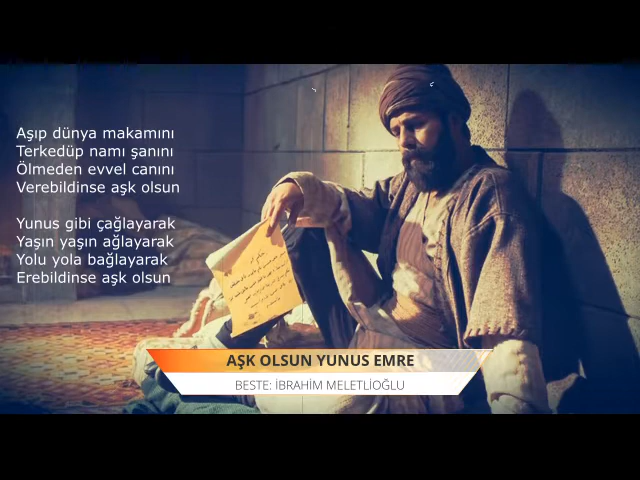 Aşıp dünya makamını
Terkedüp namı şanını
Ölmeden evvel canını
Verebildinse aşk olsun
Yunus gibi çağlayarak
Yaşın yaşın ağlayarak
Yolu yola bağlayarak
Erebildinse aşk olsun
AŞK OLSUN YUNUS EMRE
BESTE: İBRAHİM MELETLİOĞLU